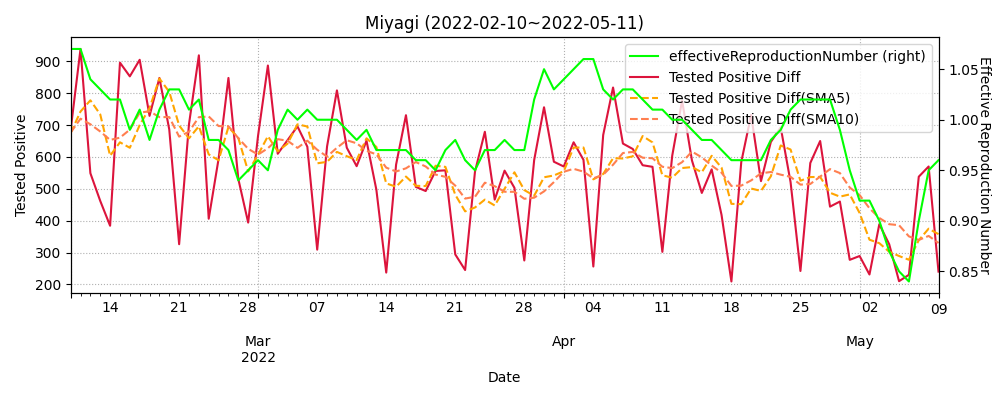 Miyagi (2022-02-10~2022-05-11)
effectiveReproductionNumber (right)
Tested Positive Diff
Tested Positive Diff(SMA5)
Tested Positive Diff(SMA10)
Tested Positive
900
800
700
600
500
400
300
200
1.05
1.00
0.95
0.90
0.85
Effective Reproduction Number
14 21 28 07 14 21 28 04 11 18 25 02 09
Mar Apr May
2022
Date